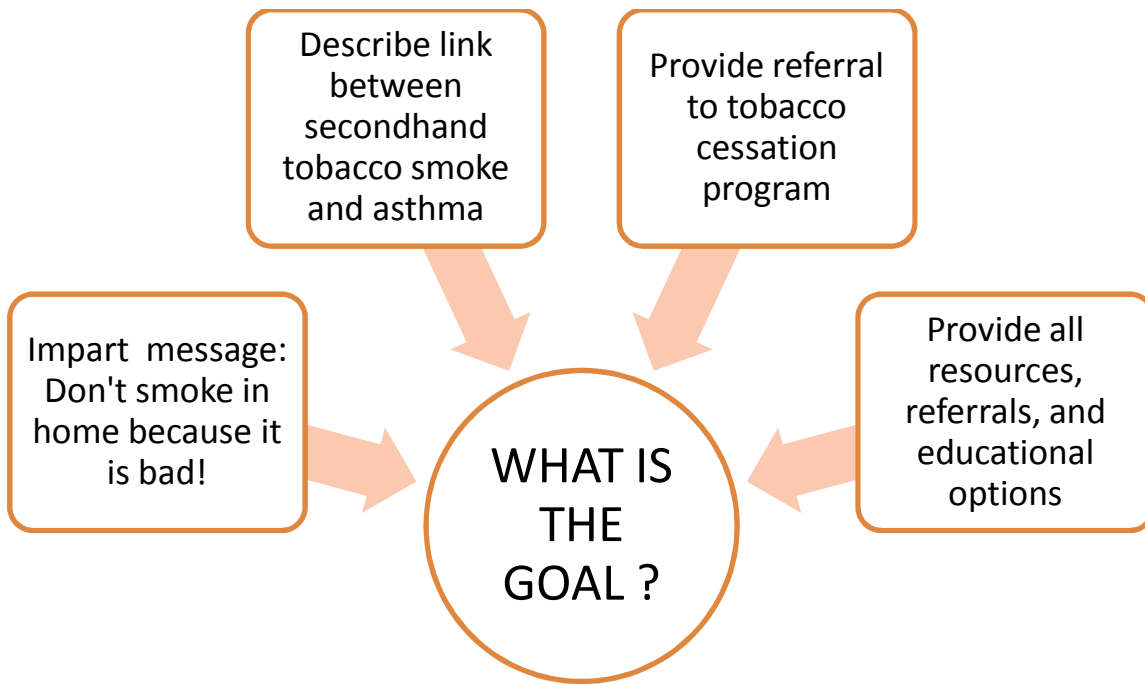 Impart  message:
Don't smoke in
home because it
is bad!
Describe link
between
secondhand
tobacco smoke
and asthma
Provide referral
to tobacco
cessation
program
Provide all
resources,
referrals, and
educational
options
WHAT IS
THE
GOAL ?